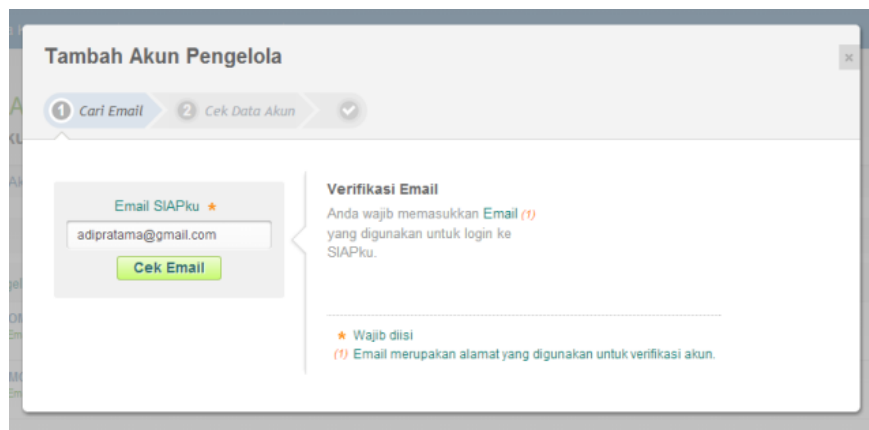 Tambah Akun Pengelola
×
1 Cari Email
2 Cek Data Akun
Email SIAPku *
adipratama@gmail.com
Cek Email
Verifikasi Email
Anda wajib memasukkan Email (1)
yang digunakan untuk login ke
SIAPku.
* Wajib diisi
(1) Email merupakan alamat yang digunakan untuk verifikasi akun.